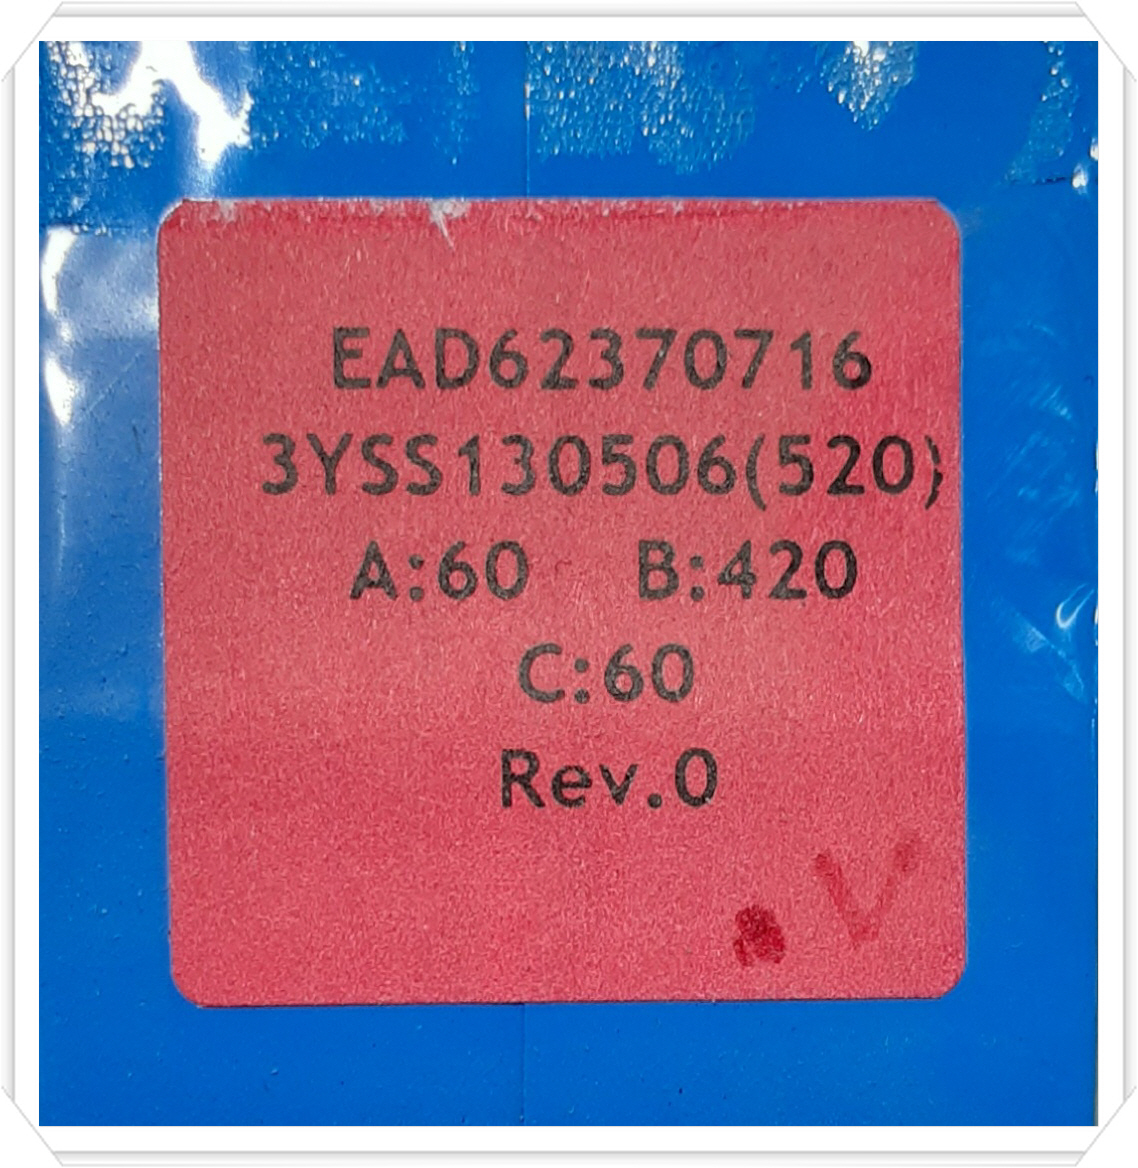 EAD62370716
3YSS130506(520)
A:60 B:420
C:60
Rev.0
V